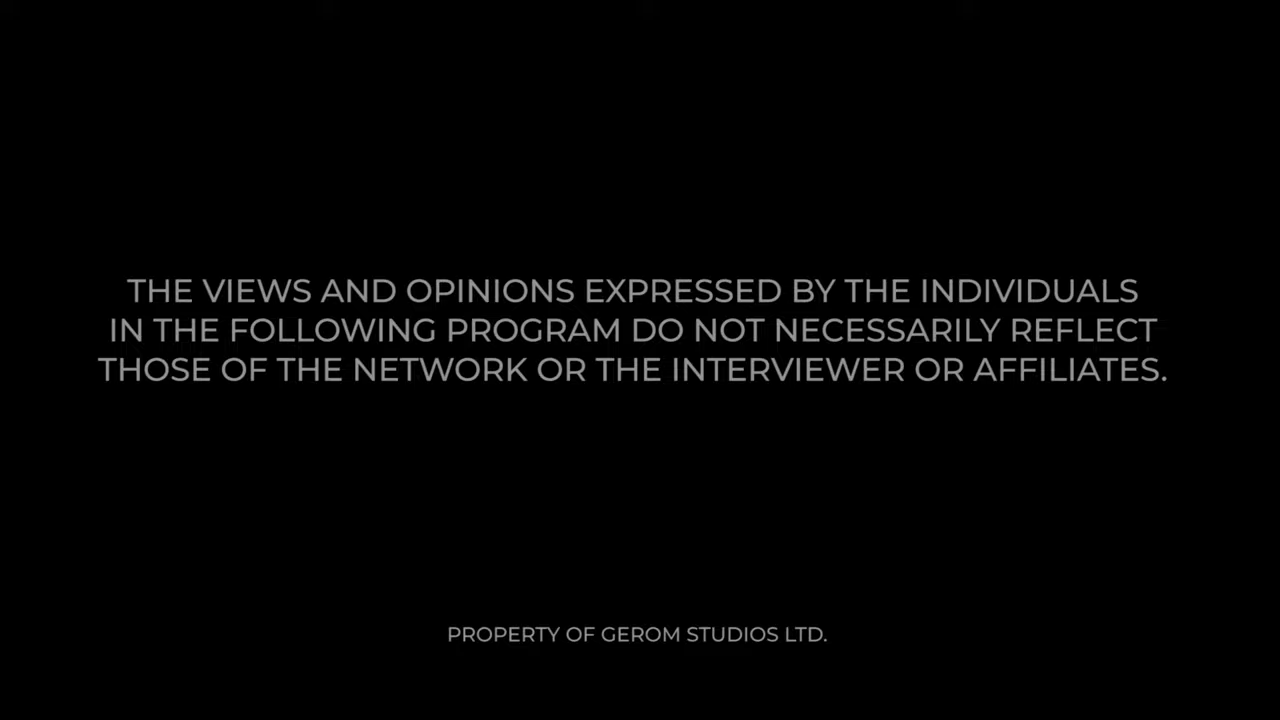 THE VIEWS AND OPINIONS EXPRESSED BY THE INDIVIDUALS
IN THE FOLLOWING PROGRAM DO NOT NECESSARILY REFLECT
THOSE OF THE NETWORK OR THE INTERVIEWER OR AFFILIATES.
PROPERTY OF GEROM STUDIOS LTD.